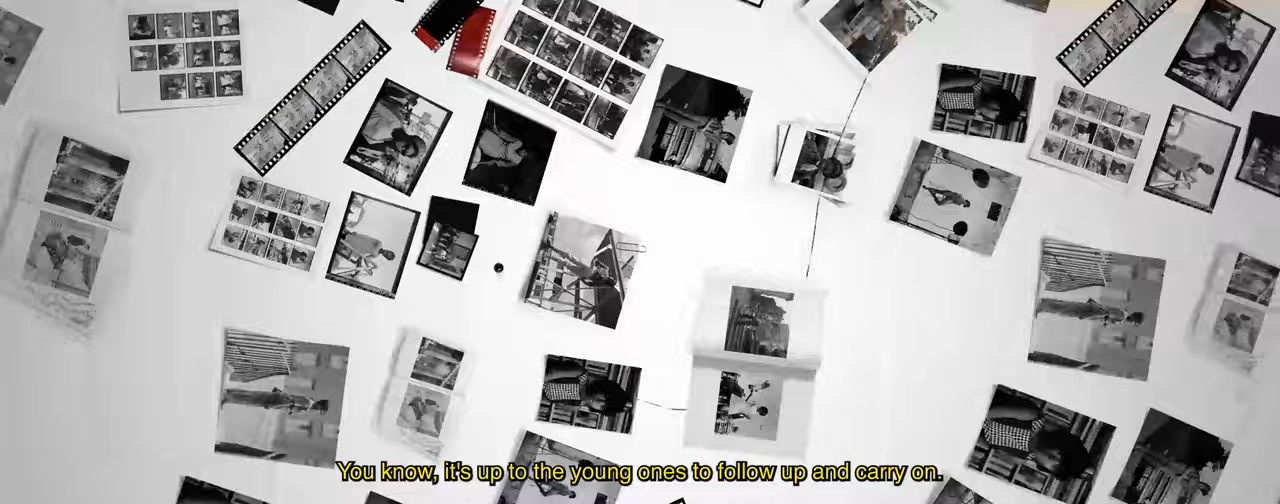 You know, it's up to the young ones to follow up and carry on.